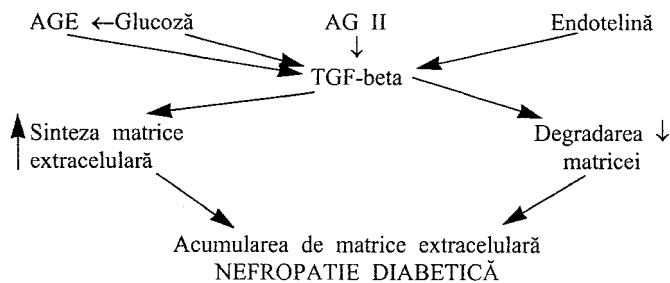 AGE ←Glucoză AG II Endotelină
↓
TGF-beta
Sinteza matrice Degradarea ↓
extracelulară matricei
Acumularea de matrice extracelulară
NEFROPATIE DIABETICĂ